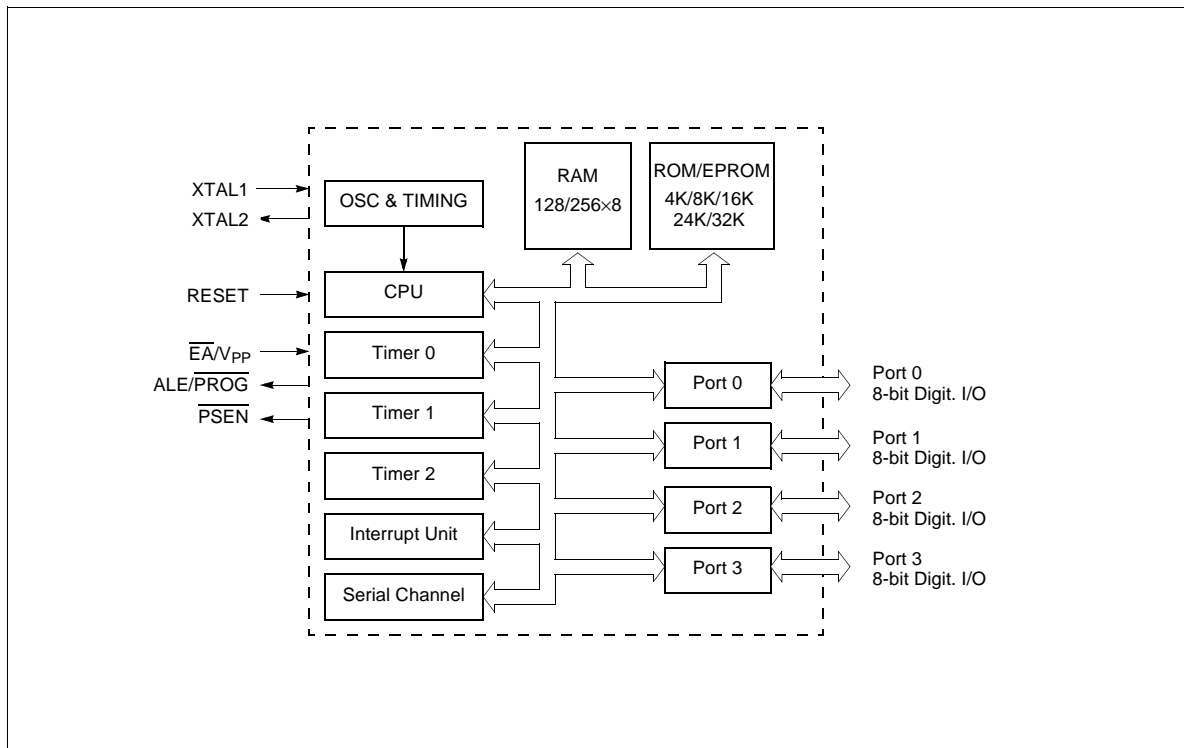 XTAL1
XTAL2
RESET
EA/VPP
ALE/PROG
PSEN
OSC & TIMING
CPU
Timer 0
Timer 1
Timer 2
Interrupt Unit
Serial Channel
RAM
128/256×8
ROM/EPROM
4K/8K/16K
24K/32K
Port 0
Port 1
Port 2
Port 3
Port 0
8-bit Digit. I/O
Port 1
8-bit Digit. I/O
Port 2
8-bit Digit. I/O
Port 3
8-bit Digit. I/O